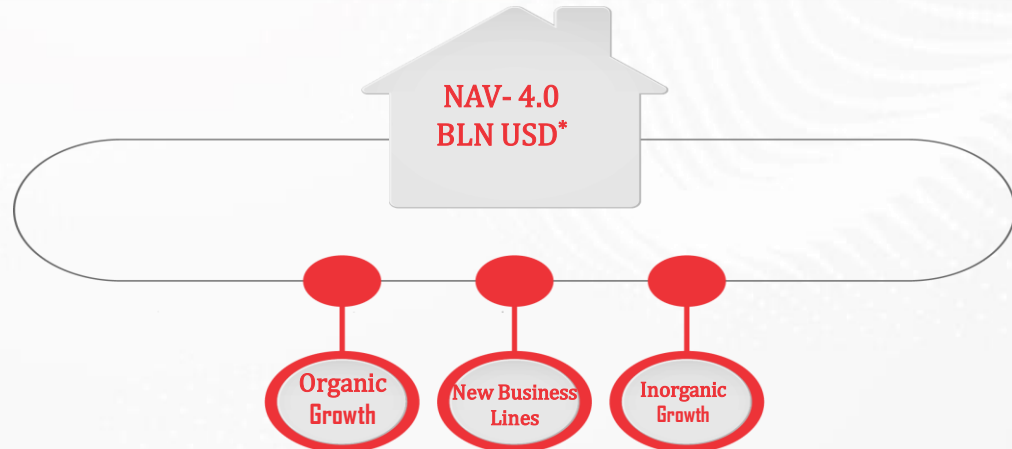 NAV- 4.0
BLN USD*
Organic
Growth
New Business
Lines
Inorganic
Growth